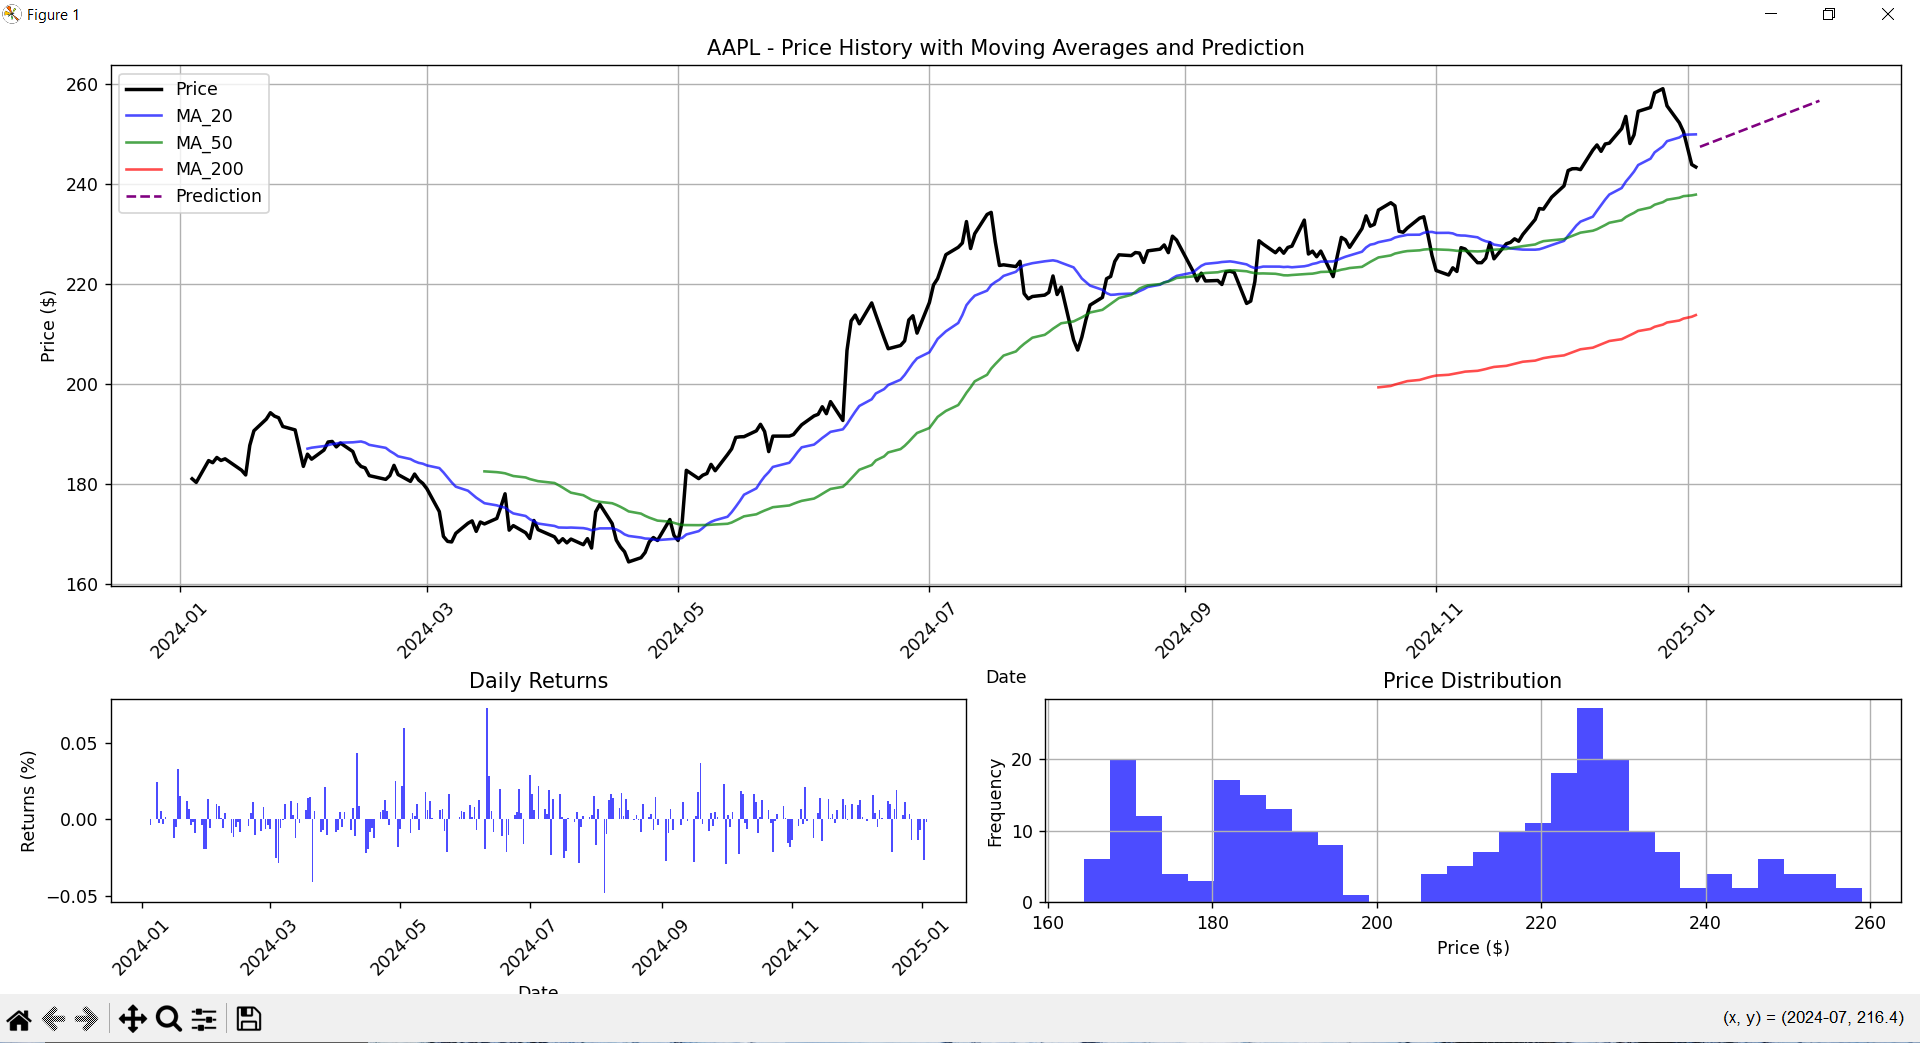 Figure 1
AAPL - Price History with Moving Averages and Prediction
Price
MA_20
MA_50
MA_200
Prediction
Price ($)
260
240
220
200
180
160
2024-01
2024-03
2024-05
2024-07
2024-09
2024-11
2025-01
Date
Daily Returns
Returns (%)
0.05
0.00
−0.05
2024-01
2024-03
2024-05
2024-07
2024-09
2024-11
2025-01
Date
Price Distribution
Frequency
20
10
0
160
180
200
220
240
260
Price ($)
(x, y) = (2024-07, 216.4)